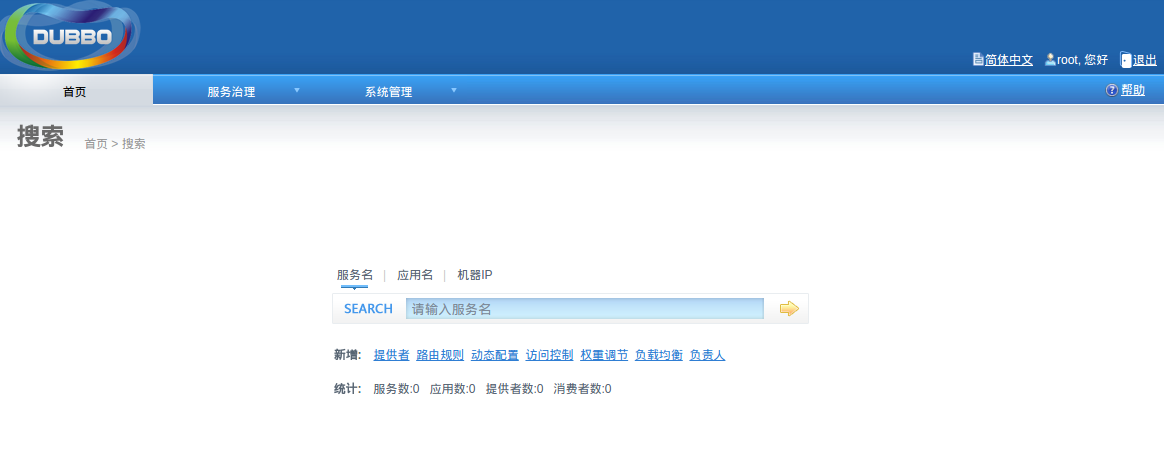 DUBBO
简体中文 root, 您好 退出
首页 服务治理 系统管理 帮助
搜索 首页 > 搜索
服务名 | 应用名 | 机器IP
SEARCH 请输入服务名
新增: 提供者 路由规则 动态配置 访问控制 权重调节 负载均衡 负责人
统计: 服务数:0 应用数:0 提供者数:0 消费者数:0